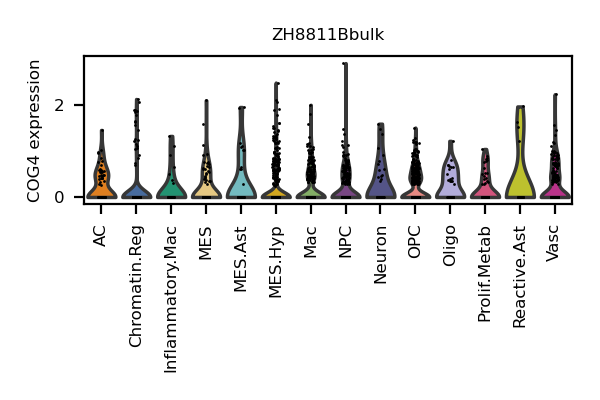 ZH8811Bbulk
COG4 expression
2
0
AC
Chromatin.Reg
Inflammatory.Mac
MES
MES.Ast
MES.Hyp
Mac
NPC
Neuron
OPC
Oligo
Prolif.Metab
Reactive.Ast
Vasc